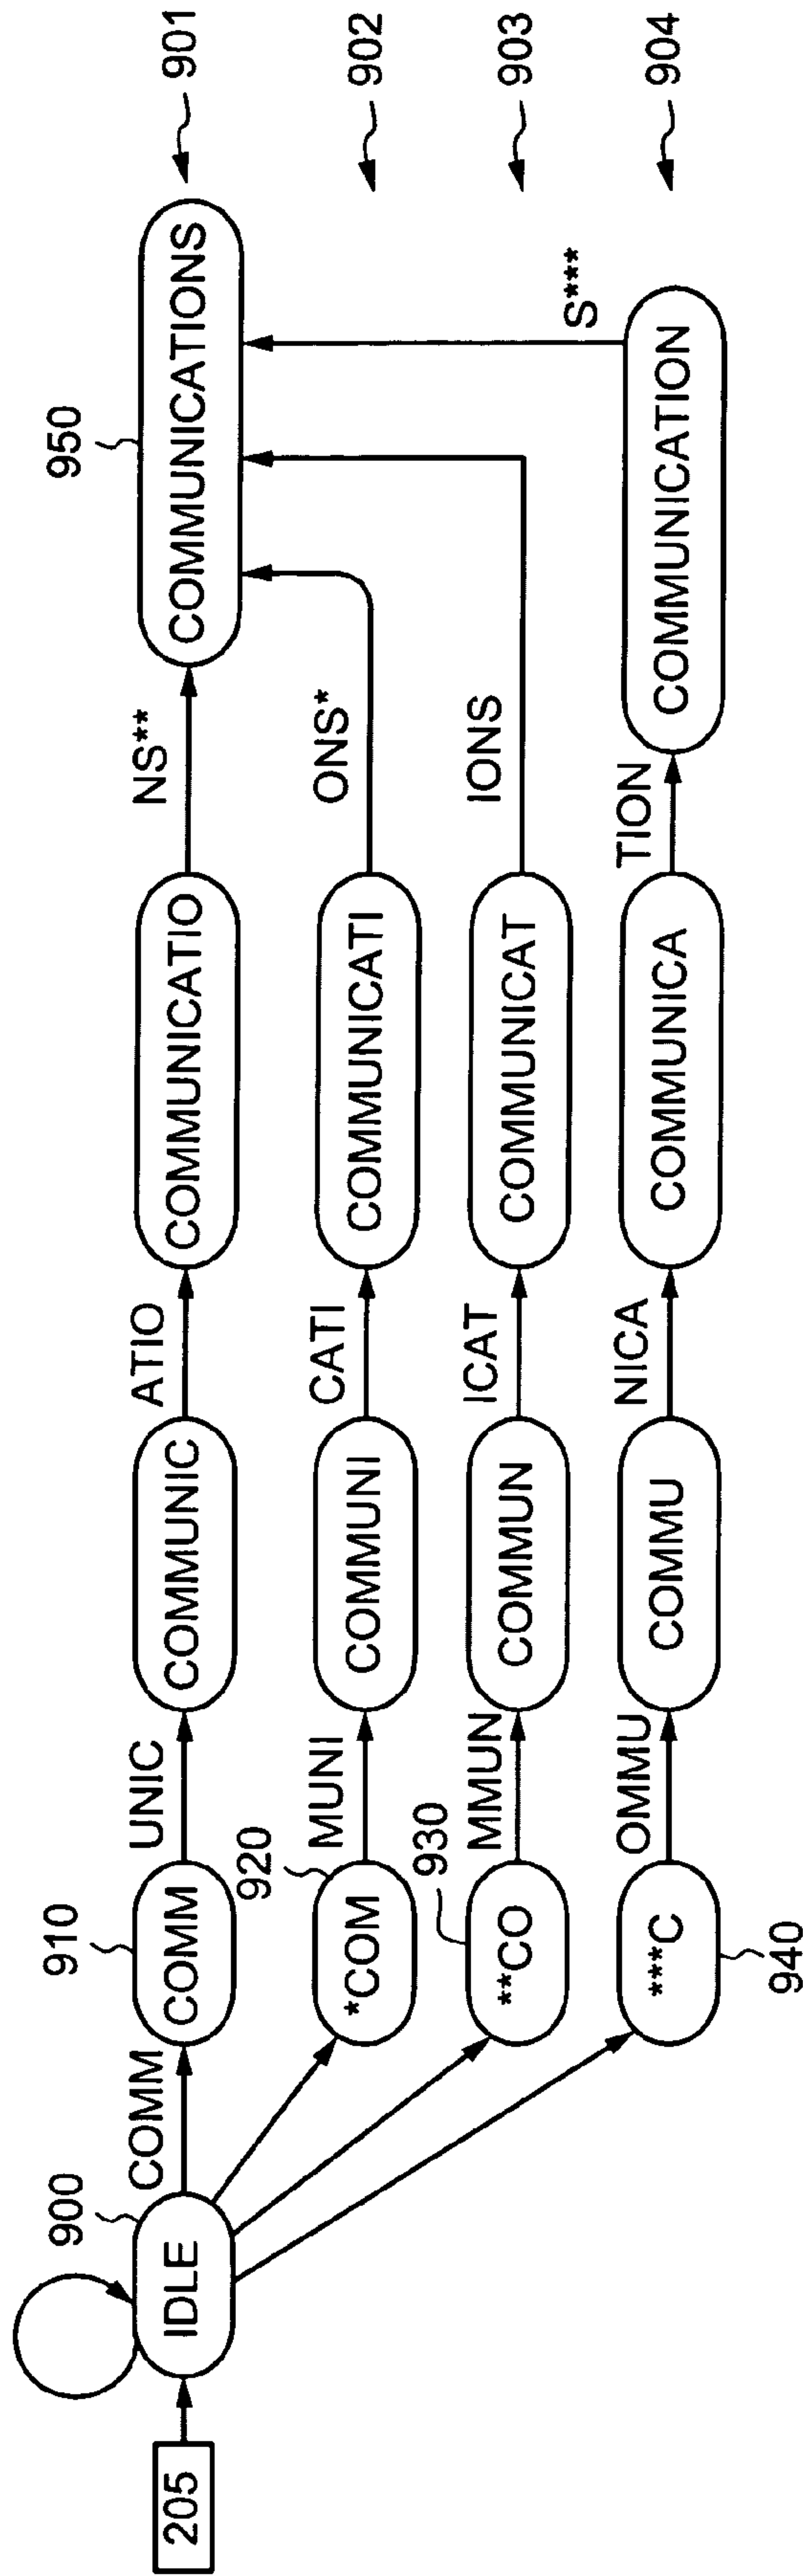 205
IDLE
900
COMM
COMM
910
UNIC
COMMUNIC
ATIO
COMMUNICATIO
NS**
COMMUNICATIONS
950
901
*COM
920
MUNI
COMMUNI
CATI
COMMUNICATI
ONS*
902
**CO
930
MMUN
COMMUN
ICAT
COMMUNICAT
IONS
903
***C
940
OMMU
COMMU
NICA
COMMUNICA
TION
COMMUNICATION
S***
904